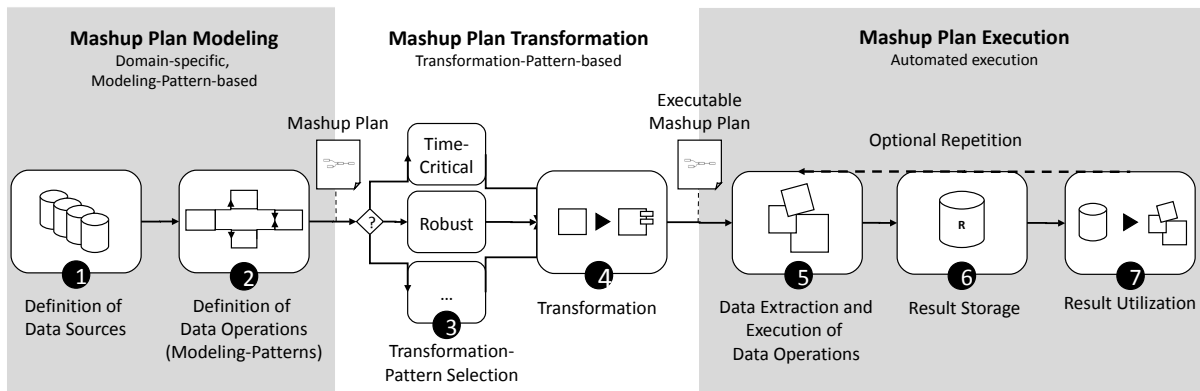 Mashup Plan Modeling
Domain-specific,
Modeling-Pattern-based
Mashup Plan Transformation
Transformation-Pattern-based
Mashup Plan Execution
Automated execution
Mashup Plan
Executable
Mashup Plan
Optional Repetition
Time-
Critical
?
Robust
...
R
1
Definition of
Data Sources
2
Definition of
Data Operations
(Modeling-Patterns)
3
Transformation-
Pattern Selection
4
Transformation
5
Data Extraction and
Execution of
Data Operations
6
Result Storage
7
Result Utilization